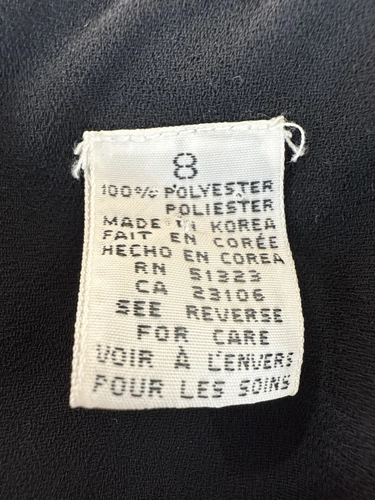 8
100% POLYESTER
POLIESTER
MADE IN KOREA
FAIT EN CORÉE
HECHO EN COREA
RN 51323
CA 23106
SEE REVERSE
FOR CARE
VOIR À L'ENVERS
POUR LES SOINS